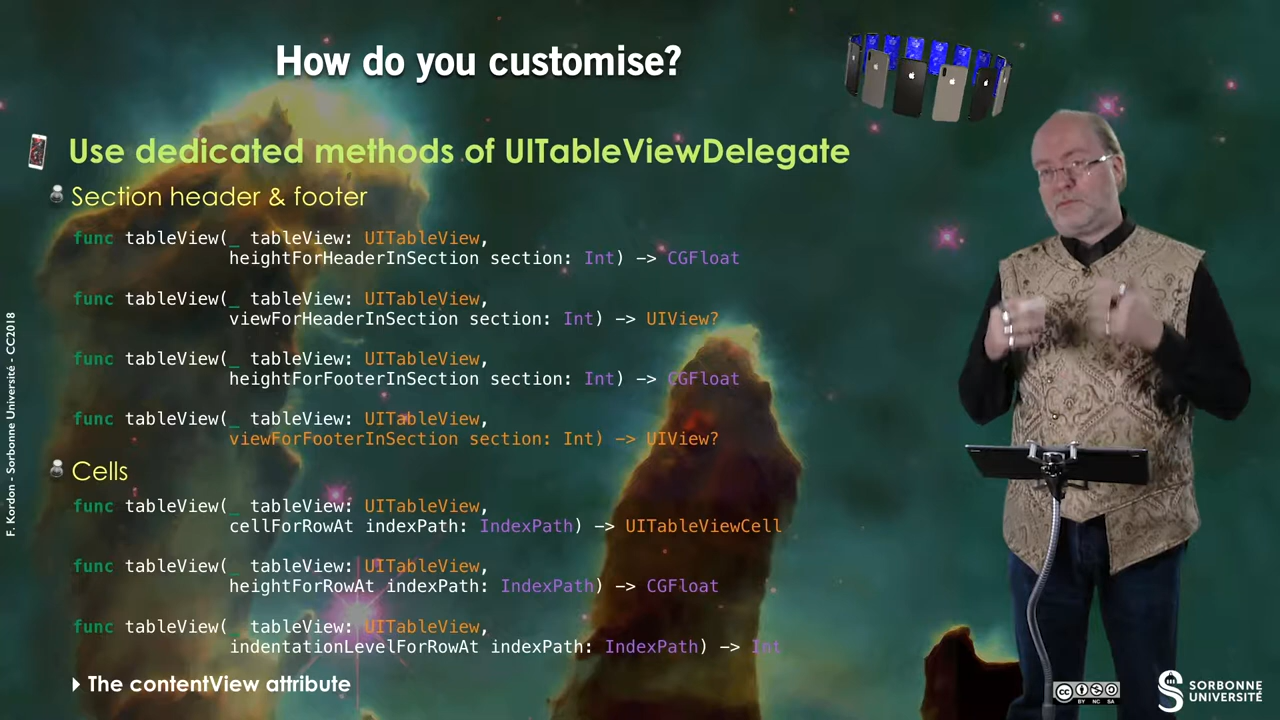 How do you customise?
Use dedicated methods of UITableViewDelegate
Section header & footer
func tableView(_ tableView: UITableView,
heightForHeaderInSection section: Int) -> CGFloat
func tableView(_ tableView: UITableView,
viewForHeaderInSection section: Int) -> UIView?
func tableView(_ tableView: UITableView,
heightForFooterInSection section: Int) -> CGFloat
func tableView(_ tableView: UITableView,
viewForFooterInSection section: Int) -> UIView?
Cells
func tableView(_ tableView: UITableView,
cellForRowAt indexPath: IndexPath) -> UITableViewCell
func tableView(_ tableView: UITableView,
heightForRowAt indexPath: IndexPath) -> CGFloat
func tableView(_ tableView: UITableView,
indentationLevelForRowAt indexPath: IndexPath) -> Int
The contentView attribute
F. Kordon - Sorbonne Université - CC2018
cc
BY NC SA
SORBONNE
UNIVERSITÉ